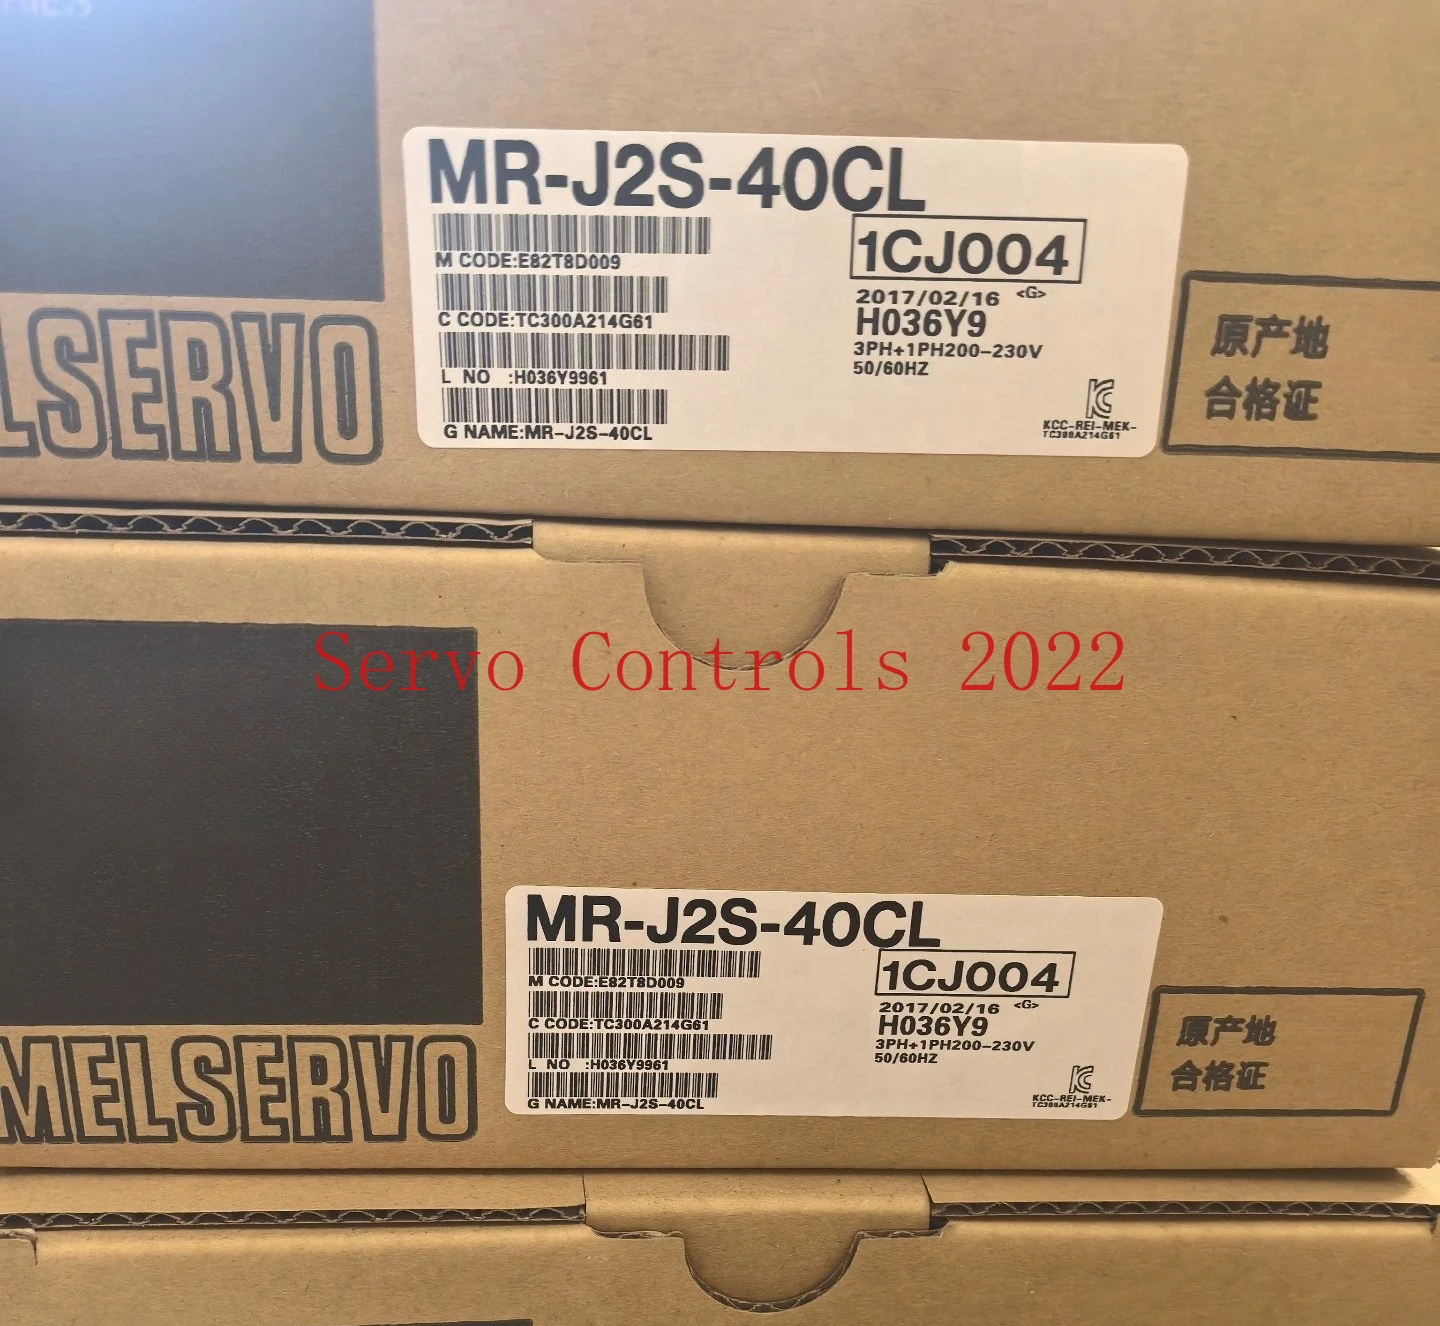 MR-J2S-40CL
1CJ004
M CODE:E82T8D009
2017/02/16 <G>
C CODE:TC300A214G61
H036Y9
3PH+1PH200-230V
50/60HZ
L NO :H036Y9961
G NAME:MR-J2S-40CL
KCC-REI-MEK-
TC300A214G61
原产地
合格证
LSERVO
Servo Controls 2022
MR-J2S-40CL
1CJ004
M CODE:E82T8D009
2017/02/16 <G>
C CODE:TC300A214G61
H036Y9
3PH+1PH200-230V
50/60HZ
L NO :H036Y9961
G NAME:MR-J2S-40CL
KCC-REI-MEK-
TC300A214G61
原产地
合格证
MELSERVO